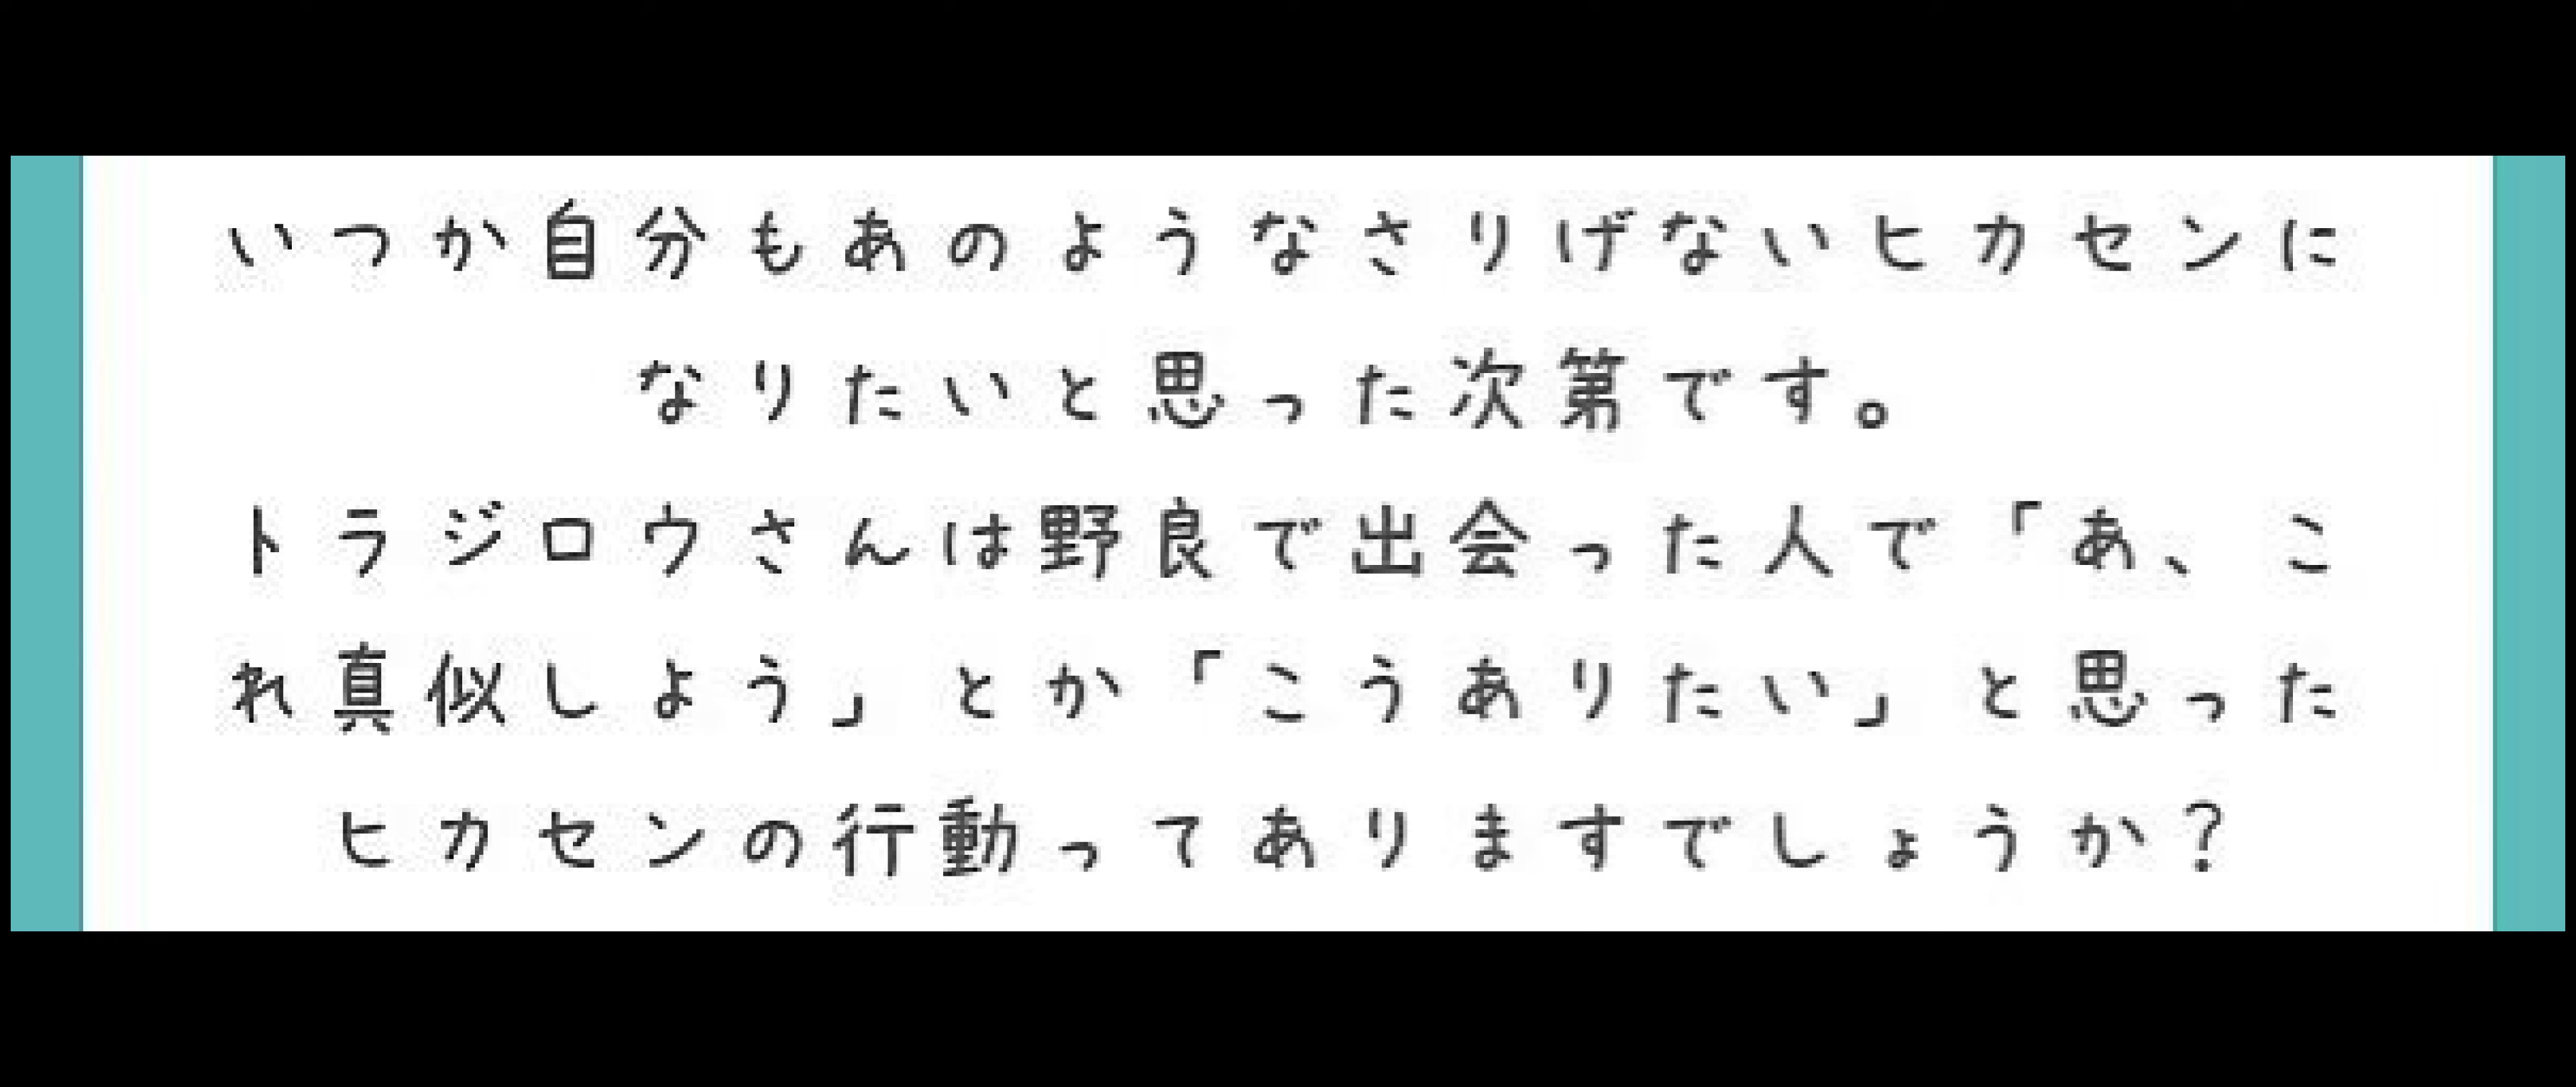 いつか自分もあのようなさりげないヒカセンに
なりたいと思った次第です。
トラジロウさんは野良で出会った人で「あ、こ
れ真似しよう」とか「こうありたい」と思った
ヒカセンの行動ってありますでしょうか?